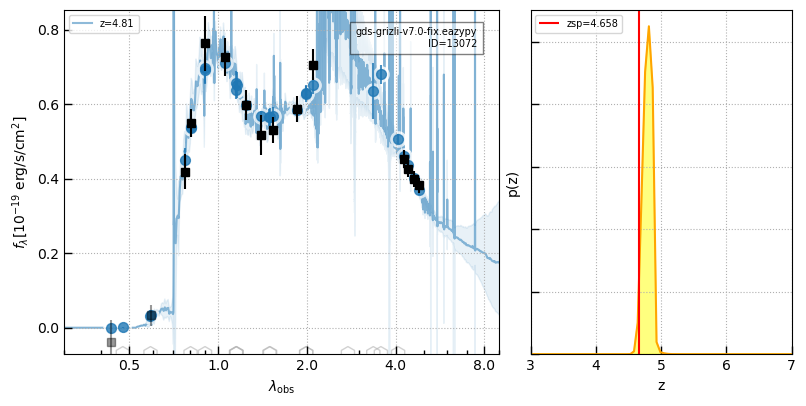 z=4.81
gds-grizli-v7.0-fix.eazypy
ID=13072
zsp=4.658
0.8
0.6
0.4
0.2
0.0
f_λ [10⁻¹⁹ erg/s/cm²]
p(z)
0.5
1.0
2.0
4.0
8.0
3
4
5
6
7
λ_obs
z